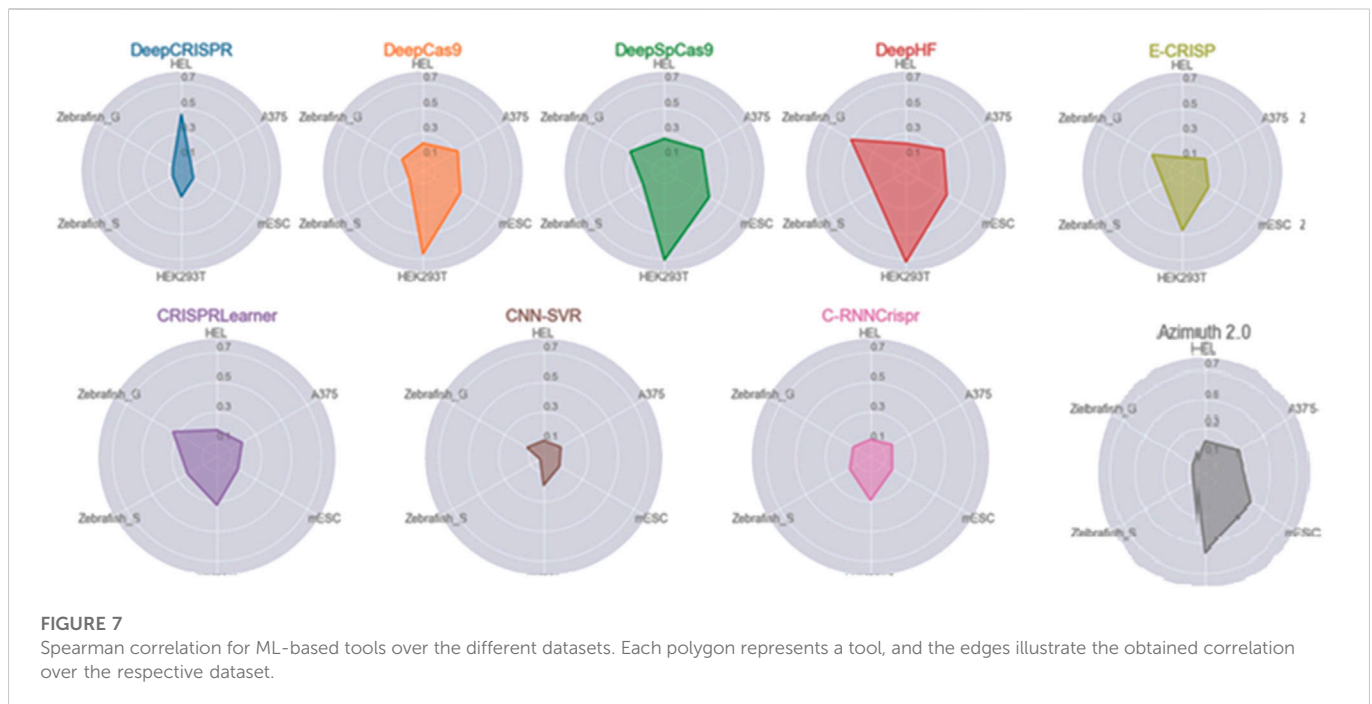 DeepCRISPR
HEL
0.7
0.5
0.3
0.1
Zebrafish_G
A375
Zebrafish_S
mESC
HEK293T
DeepCas9
HEL
0.7
0.5
0.3
0.1
Zebrafish_G
A375
Zebrafish_S
mESC
HEK293T
DeepSpCas9
HEL
0.7
0.5
0.3
0.1
Zebrafish_G
A375
Zebrafish_S
mESC
HEK293T
DeepHF
HEL
0.7
0.5
0.3
0.1
Zebrafish_G
A375
Zebrafish_S
mESC
HEK293T
E-CRISP
HEL
0.7
0.5
0.3
0.1
Zebrafish_G
A375
Z
Zebrafish_S
mESC
Z
HEK293T
CRISPRLearner
HEL
0.7
0.5
0.3
0.1
Zebrafish_G
A375
Zebrafish_S
mESC
CNN-SVR
HEL
0.7
0.5
0.3
0.1
Zebrafish_G
A375
Zebrafish_S
mESC
C-RNNCrispr
HEL
0.7
0.5
0.3
0.1
Zebrafish_G
A375
Zebrafish_S
mESC
Azimuth 2.0
HEL
0.7
0.1
Zebrafish_G
A375
Zebrafish_S
mESC
FIGURE 7
Spearman correlation for ML-based tools over the different datasets. Each polygon represents a tool, and the edges illustrate the obtained correlation
over the respective dataset.